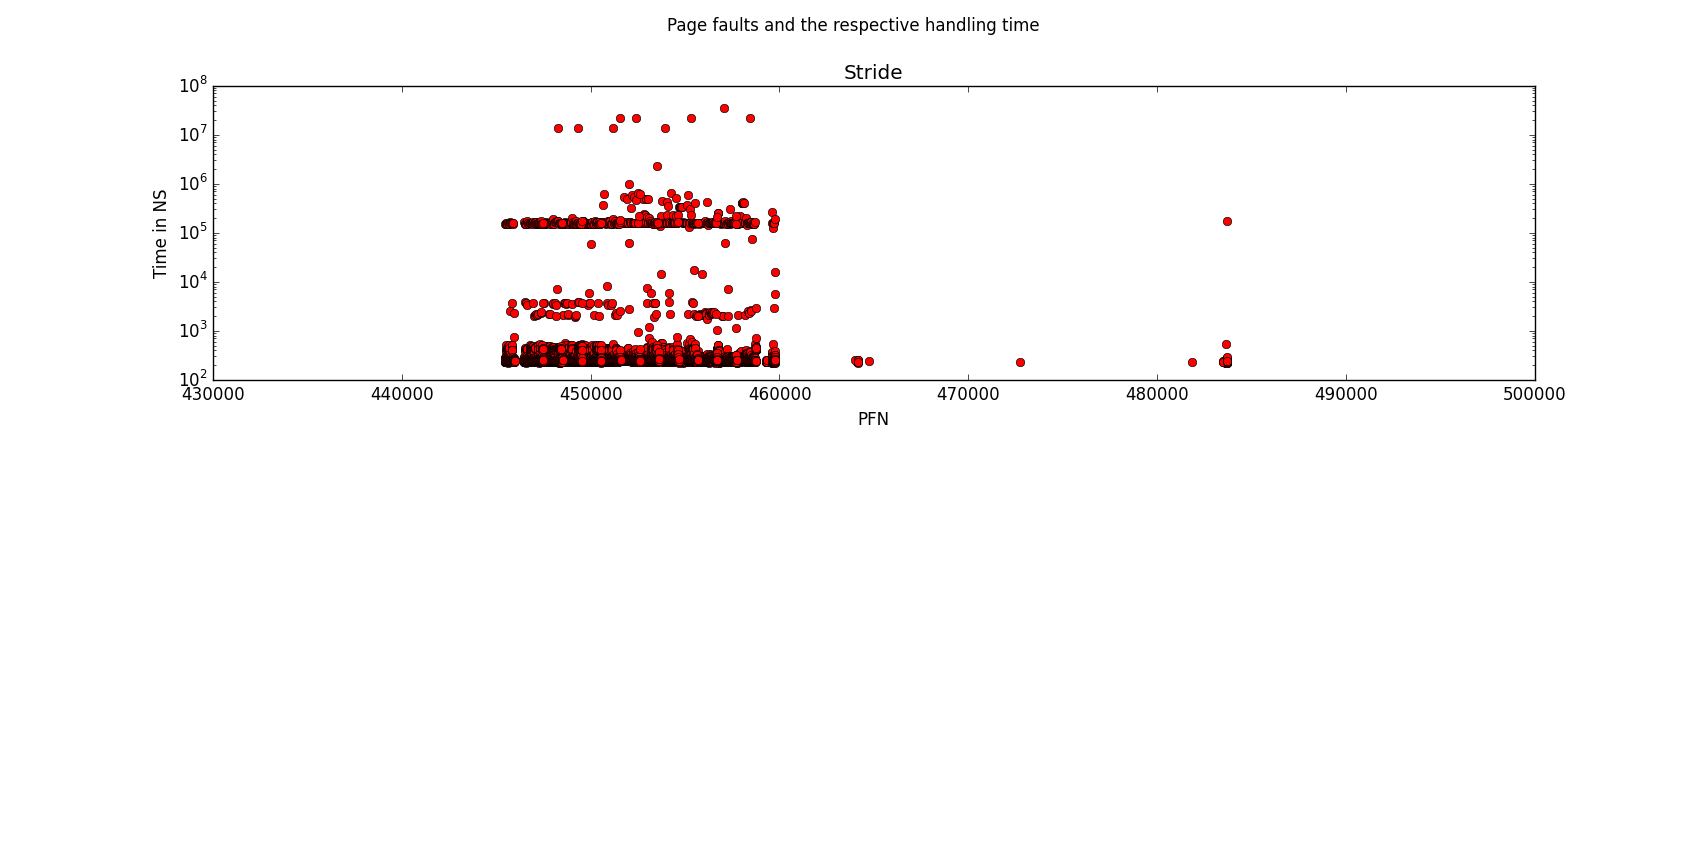 Page faults and the respective handling time
Stride
10^8
10^7
10^6
10^5
10^4
10^3
10^2
Time in NS
430000 440000 450000 460000 470000 480000 490000 500000
PFN